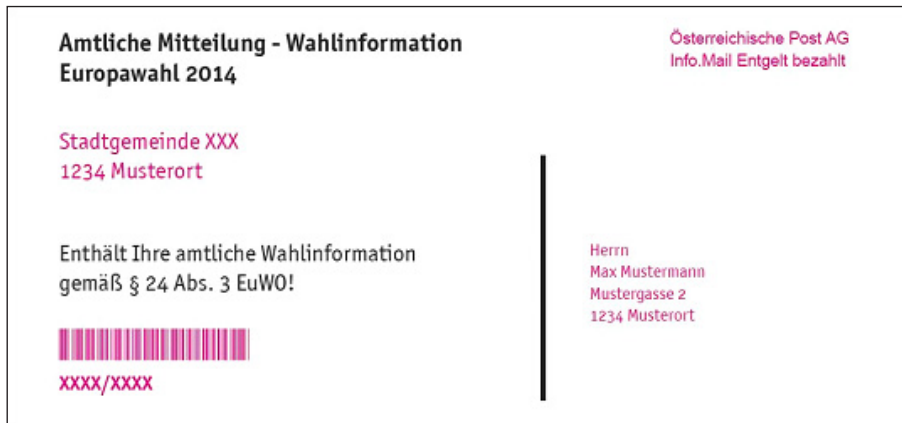 Amtliche Mitteilung - Wahlinformation
Europawahl 2014
Österreichische Post AG
Info.Mail Entgelt bezahlt
Stadtgemeinde XXX
1234 Musterort
Enthält Ihre amtliche Wahlinformation
gemäß § 24 Abs. 3 EuWO!
XXXX/XXXX
Herrn
Max Mustermann
Mustergasse 2
1234 Musterort